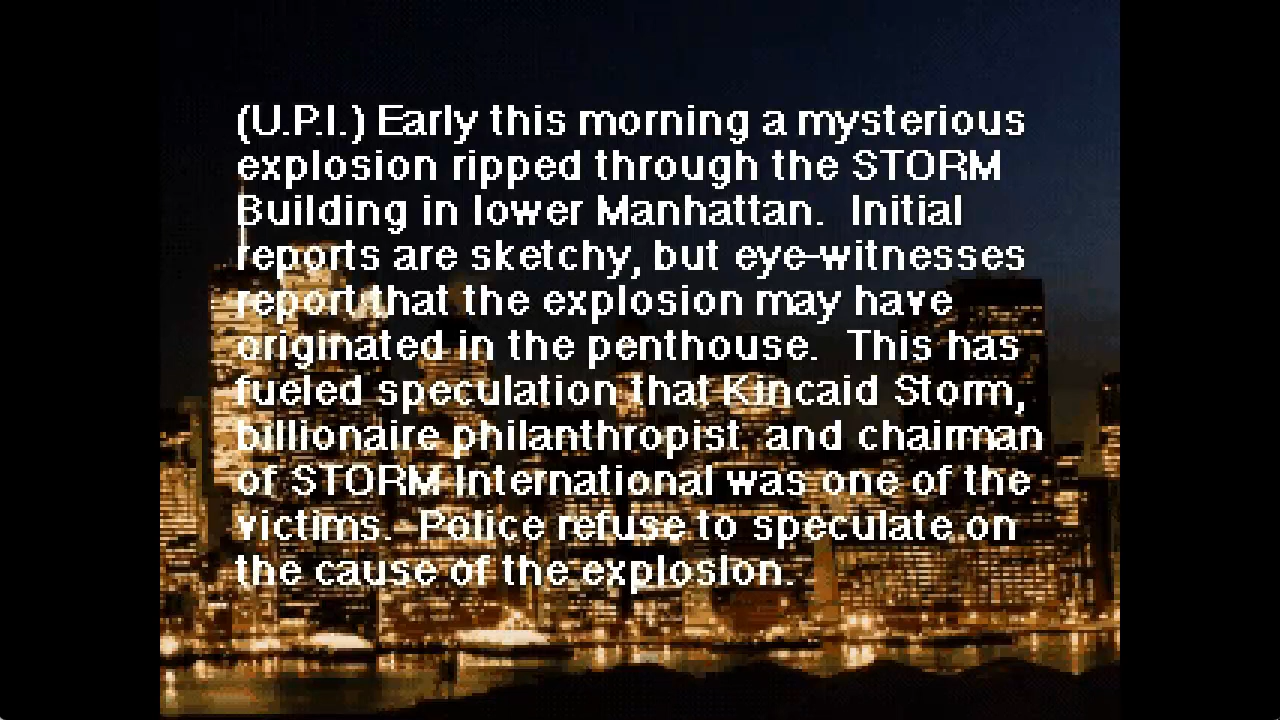 (U.P.I.) Early this morning a mysterious
explosion ripped through the STORM
Building in lower Manhattan.  Initial
reports are sketchy, but eye-witnesses
report that the explosion may have
originated in the penthouse.  This has
fueled speculation that Kincaid Storm,
billionaire philanthropist  and chairman
of STORM International was one of the
victims.  Police refuse to speculate on
the cause of the explosion.